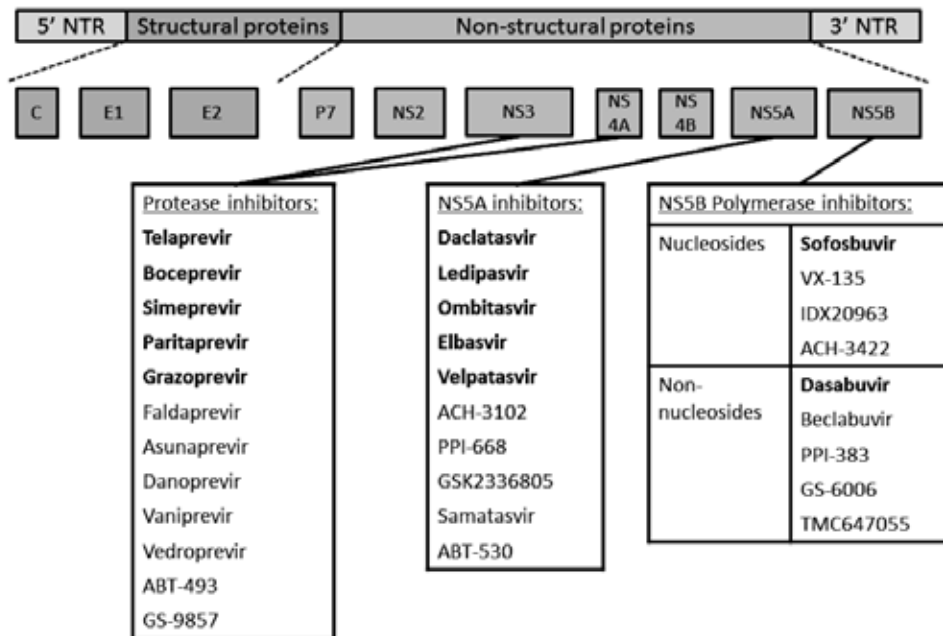 5' NTR Structural proteins Non-structural proteins 3' NTR
C E1 E2 P7 NS2 NS3 NS 4A NS 4B NS5A NS5B
Protease inhibitors:
Telaprevir
Boceprevir
Simeprevir
Paritaprevir
Grazoprevir
Faldaprevir
Asunaprevir
Danoprevir
Vaniprevir
Vedroprevir
ABT-493
GS-9857
NS5A inhibitors:
Daclatasvir
Ledipasvir
Ombitasvir
Elbasvir
Velpatasvir
ACH-3102
PPI-668
GSK2336805
Samatasvir
ABT-530
NS5B Polymerase inhibitors:
Nucleosides
Sofosbuvir
VX-135
IDX20963
ACH-3422
Non-
nucleosides
Dasabuvir
Beclabuvir
PPI-383
GS-6006
TMC647055